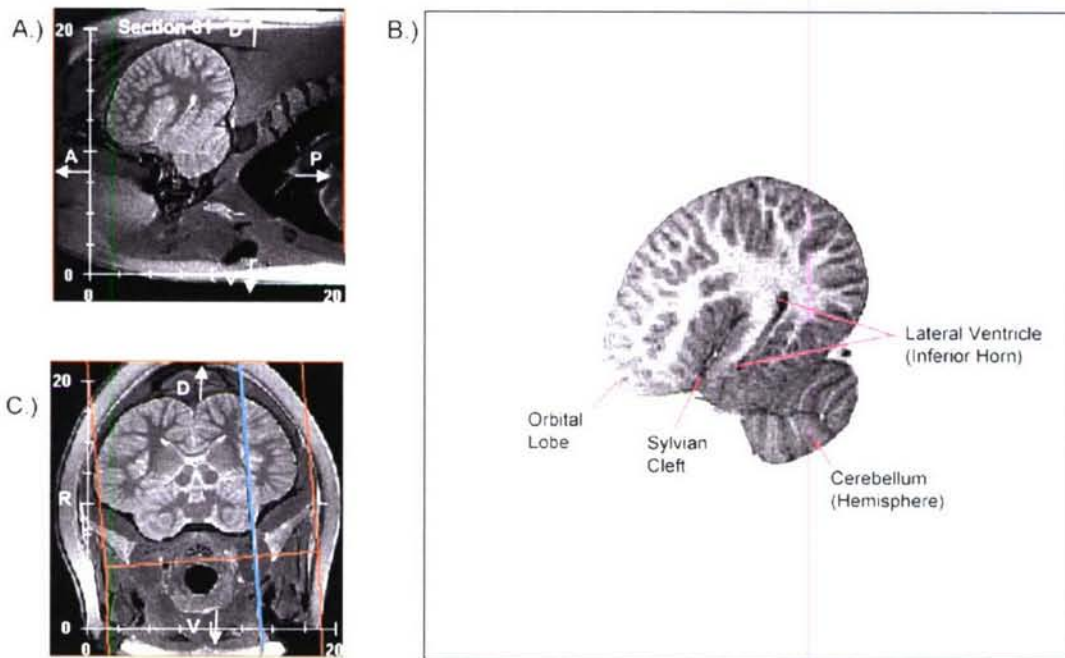 A.)
20
Section 61 D
A
P
0
V
0
20
B.)
Lateral Ventricle
(Inferior Horn)
Orbital
Lobe
Sylvian
Cleft
Cerebellum
(Hemisphere)
C.)
20
D
R
V
0
0
20